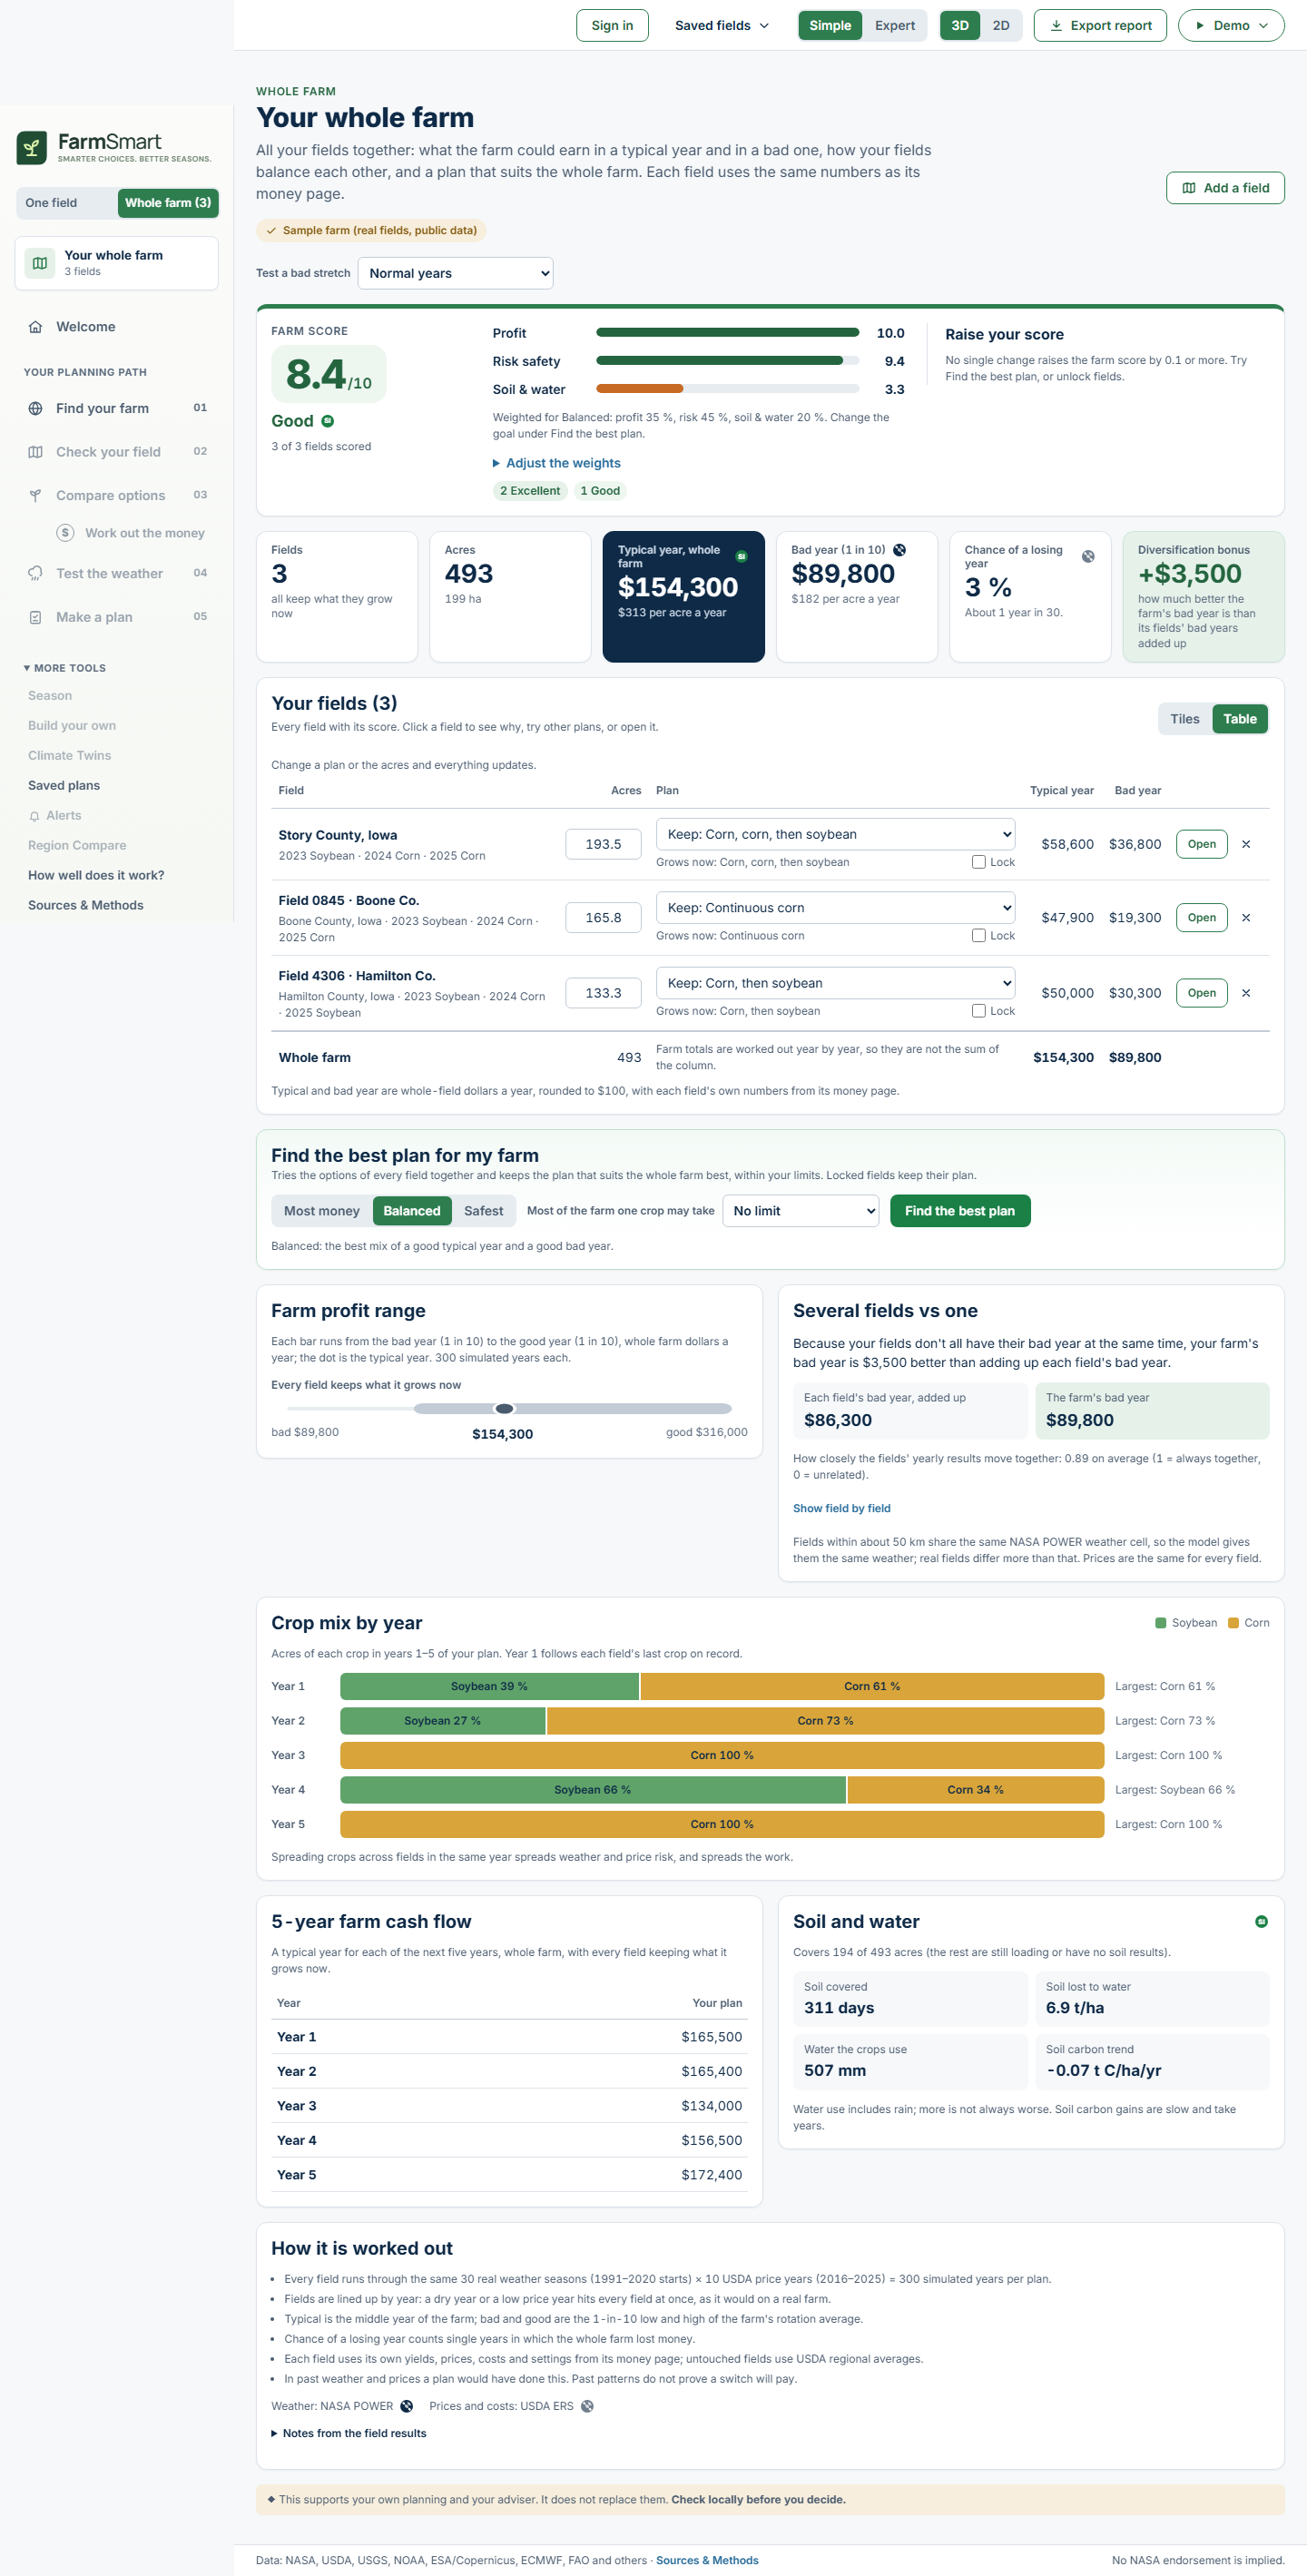 Sign in
Saved fields
Simple
Expert
3D
2D
Export report
Demo
FarmSmart
SMARTER CHOICES. BETTER SEASONS.
One field
Whole farm (3)
Your whole farm
3 fields
Welcome
YOUR PLANNING PATH
Find your farm 01
Check your field 02
Compare options 03
$ Work out the money
Test the weather 04
Make a plan 05
▾ MORE TOOLS
Season
Build your own
Climate Twins
Saved plans
Alerts
Region Compare
How well does it work?
Sources & Methods
WHOLE FARM
Your whole farm
All your fields together: what the farm could earn in a typical year and in a bad one, how your fields
balance each other, and a plan that suits the whole farm. Each field uses the same numbers as its
money page.
Add a field
✓ Sample farm (real fields, public data)
Test a bad stretch
Normal years
FARM SCORE
8.4/10
Good
3 of 3 fields scored
Profit 10.0
Risk safety 9.4
Soil & water 3.3
Weighted for Balanced: profit 35 %, risk 45 %, soil & water 20 %. Change the
goal under Find the best plan.
▶ Adjust the weights
2 Excellent
1 Good
Raise your score
No single change raises the farm score by 0.1 or more. Try
Find the best plan, or unlock fields.
Fields
3
all keep what they grow
now
Acres
493
199 ha
Typical year, whole
farm
$154,300
$313 per acre a year
Bad year (1 in 10)
$89,800
$182 per acre a year
Chance of a losing
year
3 %
About 1 year in 30.
Diversification bonus
+$3,500
how much better the
farm's bad year is than
its fields' bad years
added up
Your fields (3)
Every field with its score. Click a field to see why, try other plans, or open it.
Tiles
Table
Change a plan or the acres and everything updates.
Field Acres Plan Typical year Bad year
Story County, Iowa
2023 Soybean · 2024 Corn · 2025 Corn
193.5
Keep: Corn, corn, then soybean
Grows now: Corn, corn, then soybean
Lock
$58,600 $36,800 Open ×
Field 0845 · Boone Co.
Boone County, Iowa · 2023 Soybean · 2024 Corn ·
2025 Corn
165.8
Keep: Continuous corn
Grows now: Continuous corn
Lock
$47,900 $19,300 Open ×
Field 4306 · Hamilton Co.
Hamilton County, Iowa · 2023 Soybean · 2024 Corn
· 2025 Soybean
133.3
Keep: Corn, then soybean
Grows now: Corn, then soybean
Lock
$50,000 $30,300 Open ×
Whole farm 493
Farm totals are worked out year by year, so they are not the sum of
the column.
$154,300 $89,800
Typical and bad year are whole-field dollars a year, rounded to $100, with each field's own numbers from its money page.
Find the best plan for my farm
Tries the options of every field together and keeps the plan that suits the whole farm best, within your limits. Locked fields keep their plan.
Most money
Balanced
Safest
Most of the farm one crop may take
No limit
Find the best plan
Balanced: the best mix of a good typical year and a good bad year.
Farm profit range
Each bar runs from the bad year (1 in 10) to the good year (1 in 10), whole farm dollars a
year; the dot is the typical year. 300 simulated years each.
Every field keeps what it grows now
bad $89,800 $154,300 good $316,000
Several fields vs one
Because your fields don't all have their bad year at the same time, your farm's
bad year is $3,500 better than adding up each field's bad year.
Each field's bad year, added up
$86,300
The farm's bad year
$89,800
How closely the fields' yearly results move together: 0.89 on average (1 = always together,
0 = unrelated).
Show field by field
Fields within about 50 km share the same NASA POWER weather cell, so the model gives
them the same weather; real fields differ more than that. Prices are the same for every field.
Crop mix by year
Soybean Corn
Acres of each crop in years 1–5 of your plan. Year 1 follows each field's last crop on record.
Year 1 Soybean 39 % Corn 61 % Largest: Corn 61 %
Year 2 Soybean 27 % Corn 73 % Largest: Corn 73 %
Year 3 Corn 100 % Largest: Corn 100 %
Year 4 Soybean 66 % Corn 34 % Largest: Soybean 66 %
Year 5 Corn 100 % Largest: Corn 100 %
Spreading crops across fields in the same year spreads weather and price risk, and spreads the work.
5-year farm cash flow
A typical year for each of the next five years, whole farm, with every field keeping what it
grows now.
Year Your plan
Year 1 $165,500
Year 2 $165,400
Year 3 $134,000
Year 4 $156,500
Year 5 $172,400
Soil and water
Covers 194 of 493 acres (the rest are still loading or have no soil results).
Soil covered
311 days
Soil lost to water
6.9 t/ha
Water the crops use
507 mm
Soil carbon trend
-0.07 t C/ha/yr
Water use includes rain; more is not always worse. Soil carbon gains are slow and take
years.
How it is worked out
• Every field runs through the same 30 real weather seasons (1991–2020 starts) × 10 USDA price years (2016–2025) = 300 simulated years per plan.
• Fields are lined up by year: a dry year or a low price year hits every field at once, as it would on a real farm.
• Typical is the middle year of the farm; bad and good are the 1-in-10 low and high of the farm's rotation average.
• Chance of a losing year counts single years in which the whole farm lost money.
• Each field uses its own yields, prices, costs and settings from its money page; untouched fields use USDA regional averages.
• In past weather and prices a plan would have done this. Past patterns do not prove a switch will pay.
Weather: NASA POWER Prices and costs: USDA ERS
▶ Notes from the field results
◆ This supports your own planning and your adviser. It does not replace them. Check locally before you decide.
Data: NASA, USDA, USGS, NOAA, ESA/Copernicus, ECMWF, FAO and others · Sources & Methods
No NASA endorsement is implied.